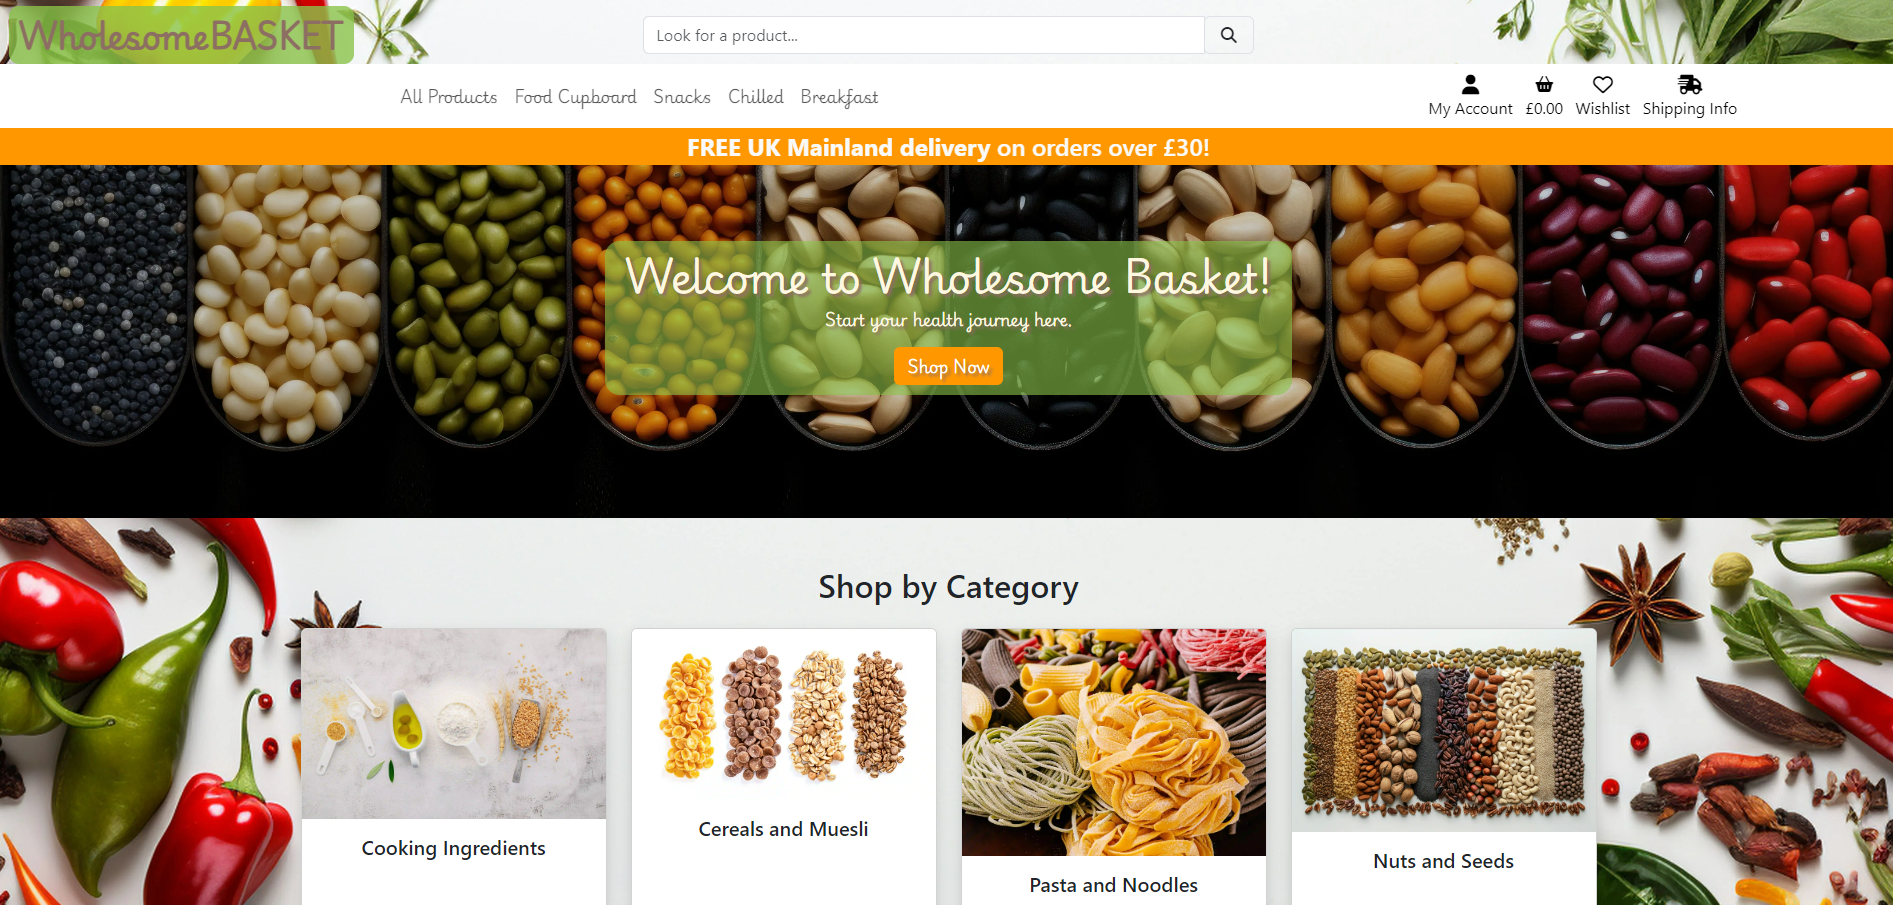 WholesomeBASKET
Look for a product...
All Products Food Cupboard Snacks Chilled Breakfast
My Account £0.00 Wishlist Shipping Info
FREE UK Mainland delivery on orders over £30!
Welcome to Wholesome Basket!
Start your health journey here.
Shop Now
Shop by Category
Cooking Ingredients
Cereals and Muesli
Pasta and Noodles
Nuts and Seeds